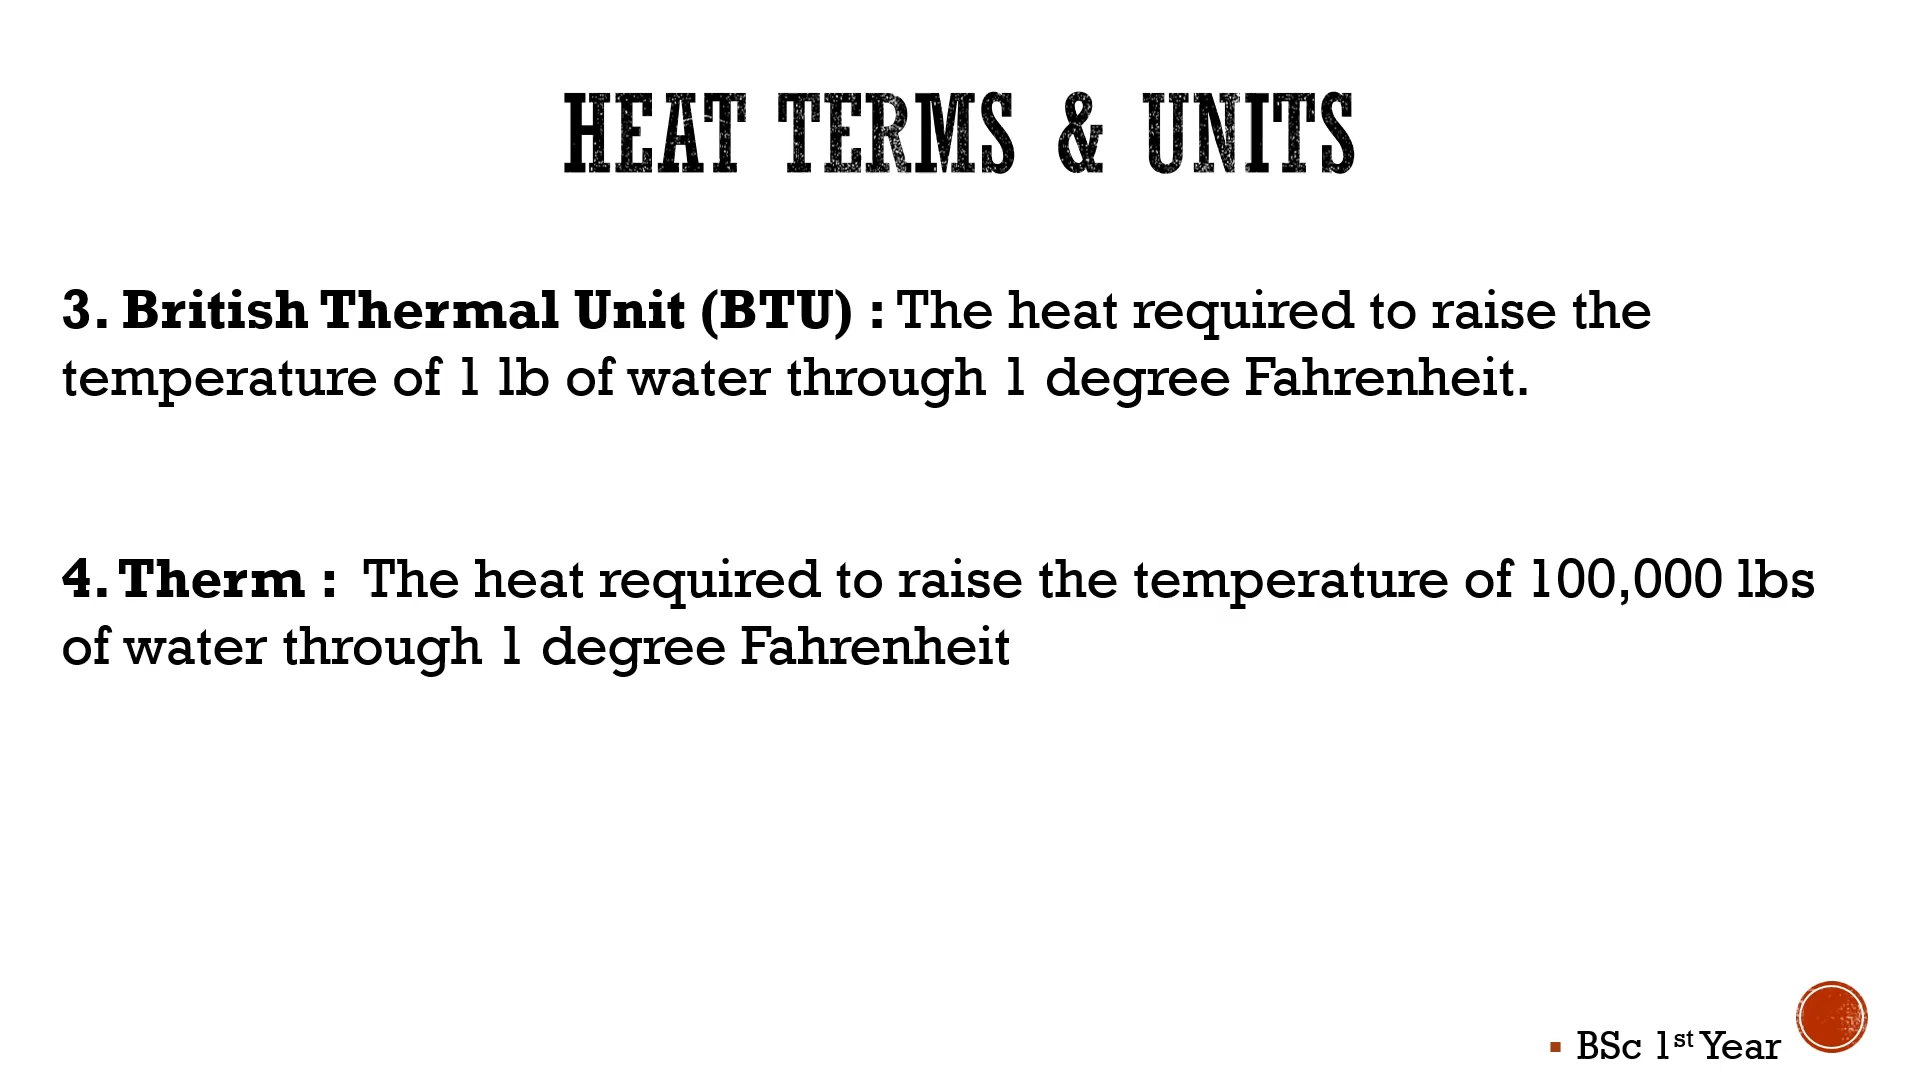 HEAT TERMS & UNITS
3. British Thermal Unit (BTU) : The heat required to raise the
temperature of 1 lb of water through 1 degree Fahrenheit.
4. Therm : The heat required to raise the temperature of 100,000 lbs
of water through 1 degree Fahrenheit
▪ BSc 1st Year